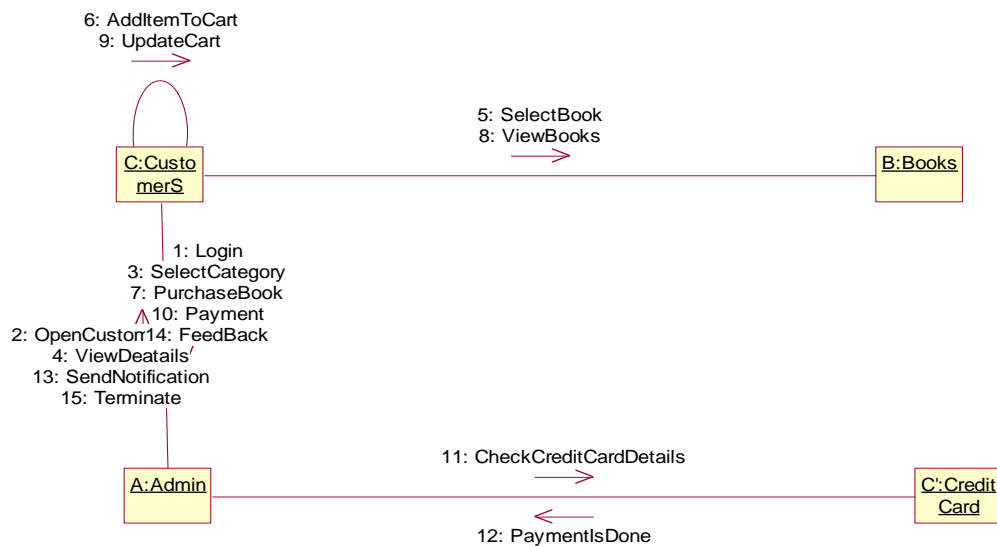 6: AddItemToCart
9: UpdateCart
5: SelectBook
8: ViewBooks
C:Custo
merS
B:Books
1: Login
3: SelectCategory
7: PurchaseBook
10: Payment
2: 14: FeedBack
4: ViewDeatails
13: SendNotification
15: Terminate
11: CheckCreditCardDetails
A:Admin
C':Credit
Card
12: PaymentIsDone